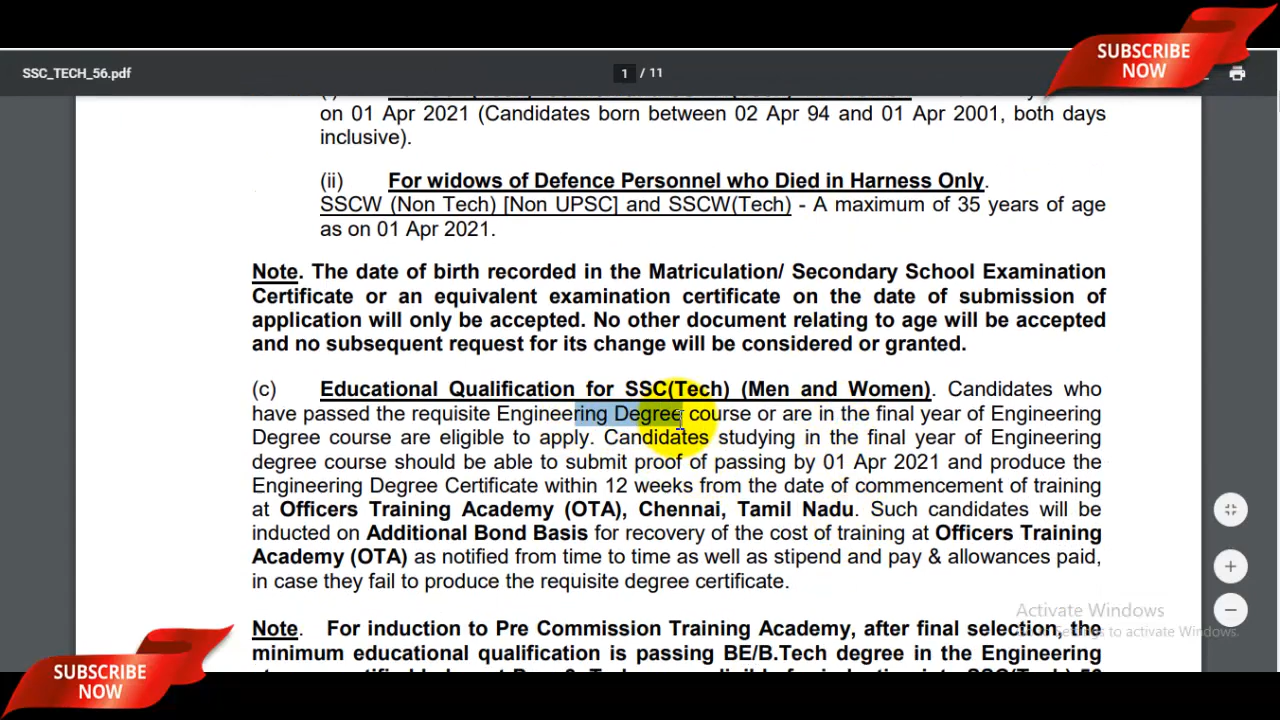 SUBSCRIBE
NOW
SSC_TECH_56.pdf
1 / 11
on 01 Apr 2021 (Candidates born between 02 Apr 94 and 01 Apr 2001, both days
inclusive).
(ii) For widows of Defence Personnel who Died in Harness Only.
SSCW (Non Tech) [Non UPSC] and SSCW(Tech) - A maximum of 35 years of age
as on 01 Apr 2021.
Note. The date of birth recorded in the Matriculation/ Secondary School Examination
Certificate or an equivalent examination certificate on the date of submission of
application will only be accepted. No other document relating to age will be accepted
and no subsequent request for its change will be considered or granted.
(c) Educational Qualification for SSC(Tech) (Men and Women). Candidates who
have passed the requisite Engineering Degree course or are in the final year of Engineering
Degree course are eligible to apply. Candidates studying in the final year of Engineering
degree course should be able to submit proof of passing by 01 Apr 2021 and produce the
Engineering Degree Certificate within 12 weeks from the date of commencement of training
at Officers Training Academy (OTA), Chennai, Tamil Nadu. Such candidates will be
inducted on Additional Bond Basis for recovery of the cost of training at Officers Training
Academy (OTA) as notified from time to time as well as stipend and pay & allowances paid,
in case they fail to produce the requisite degree certificate.
Activate Windows
to activate Windows.
Note. For induction to Pre Commission Training Academy, after final selection, the
minimum educational qualification is passing BE/B.Tech degree in the Engineering
SUBSCRIBE
NOW